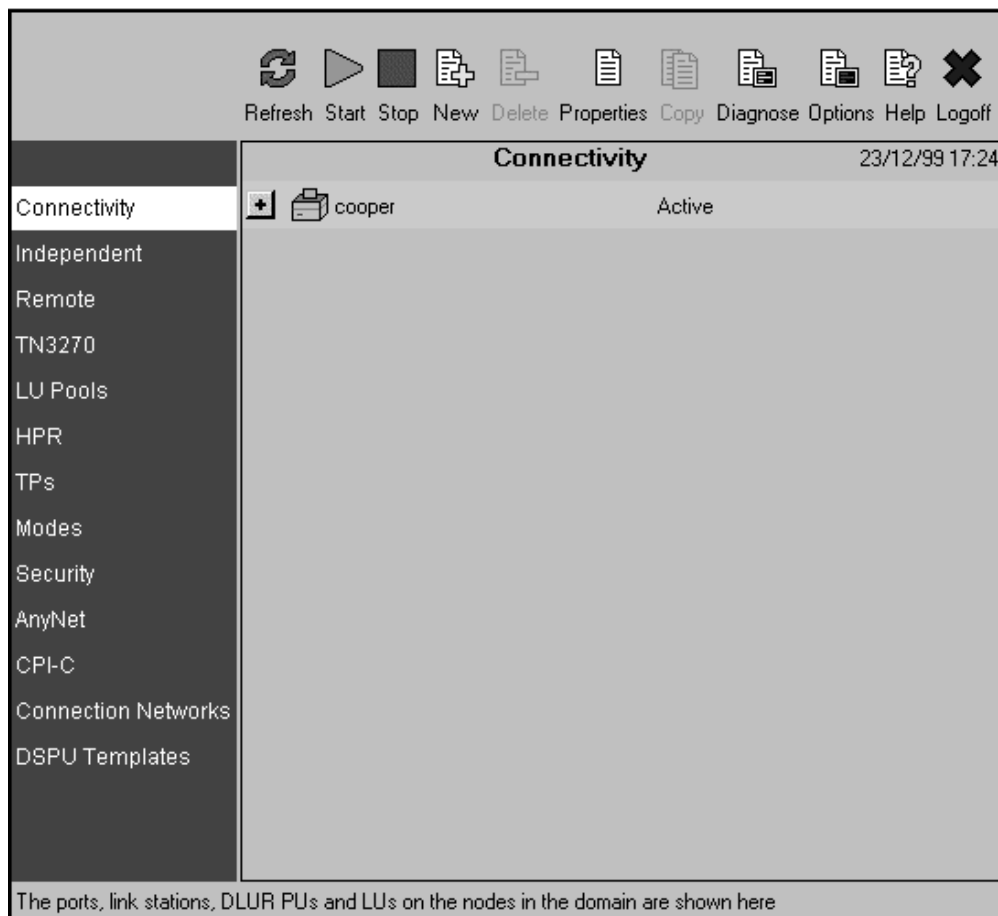 Refresh Start Stop New Delete Properties Copy Diagnose Options Help Logoff
Connectivity 23/12/99 17:24
Connectivity
cooper Active
Independent
Remote
TN3270
LU Pools
HPR
TPs
Modes
Security
AnyNet
CPI-C
Connection Networks
DSPU Templates
The ports, link stations, DLUR PUs and LUs on the nodes in the domain are shown here